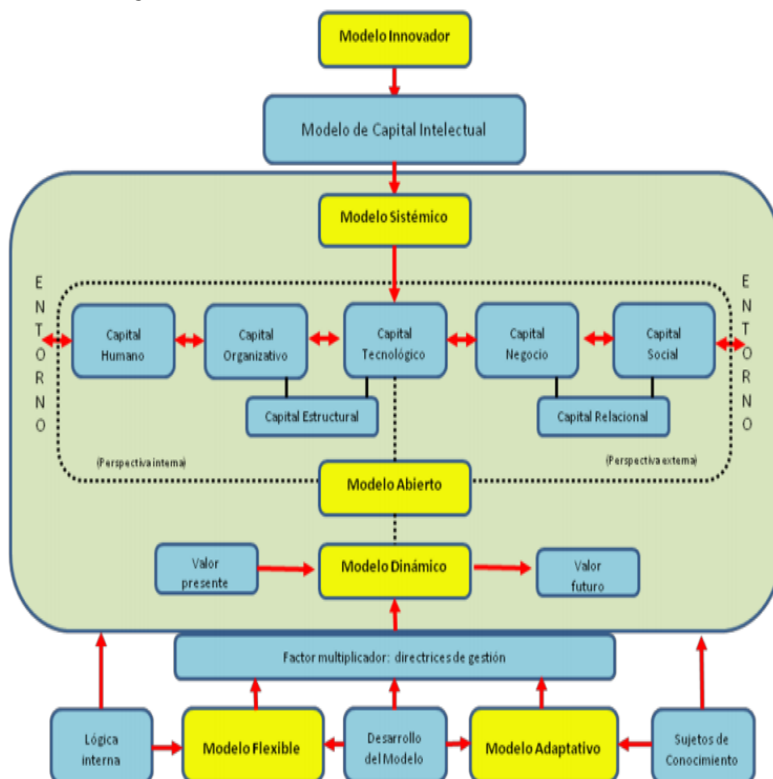 Modelo Innovador
Modelo de Capital Intelectual
Modelo Sistémico
ENTORNO
ENTORNO
Capital
Humano
Capital
Organizativo
Capital
Tecnológico
Capital
Negocio
Capital
Social
Capital Estructural
Capital Relacional
(Perspectiva interna)
(Perspectiva externa)
Modelo Abierto
Valor
presente
Modelo Dinámico
Valor
futuro
Factor multiplicador: directrices de gestión
Lógica
interna
Modelo Flexible
Desarrollo
del Modelo
Modelo Adaptativo
Sujetos de
Conocimiento